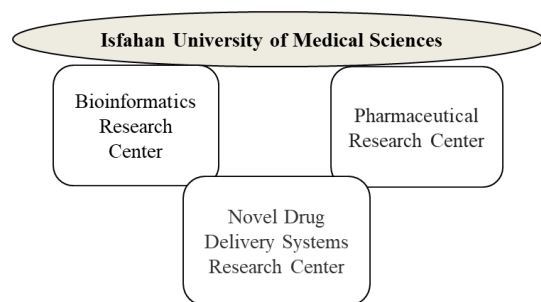 Isfahan University of Medical Sciences
Bioinformatics
Research
Center
Pharmaceutical
Research Center
Novel Drug
Delivery Systems
Research Center